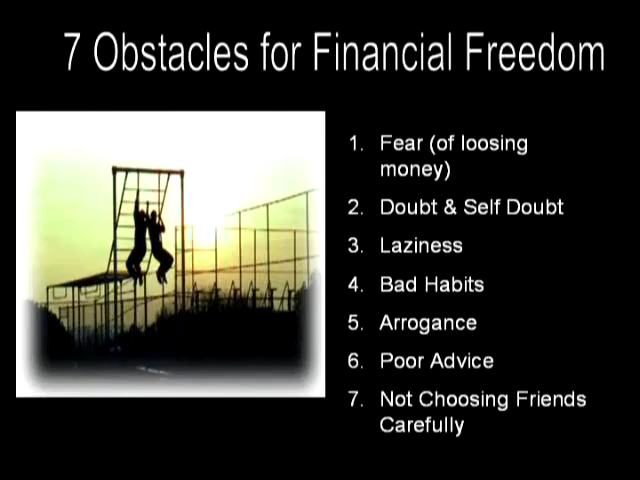 7 Obstacles for Financial Freedom
1. Fear (of loosing
money)
2. Doubt & Self Doubt
3. Laziness
4. Bad Habits
5. Arrogance
6. Poor Advice
7. Not Choosing Friends
Carefully